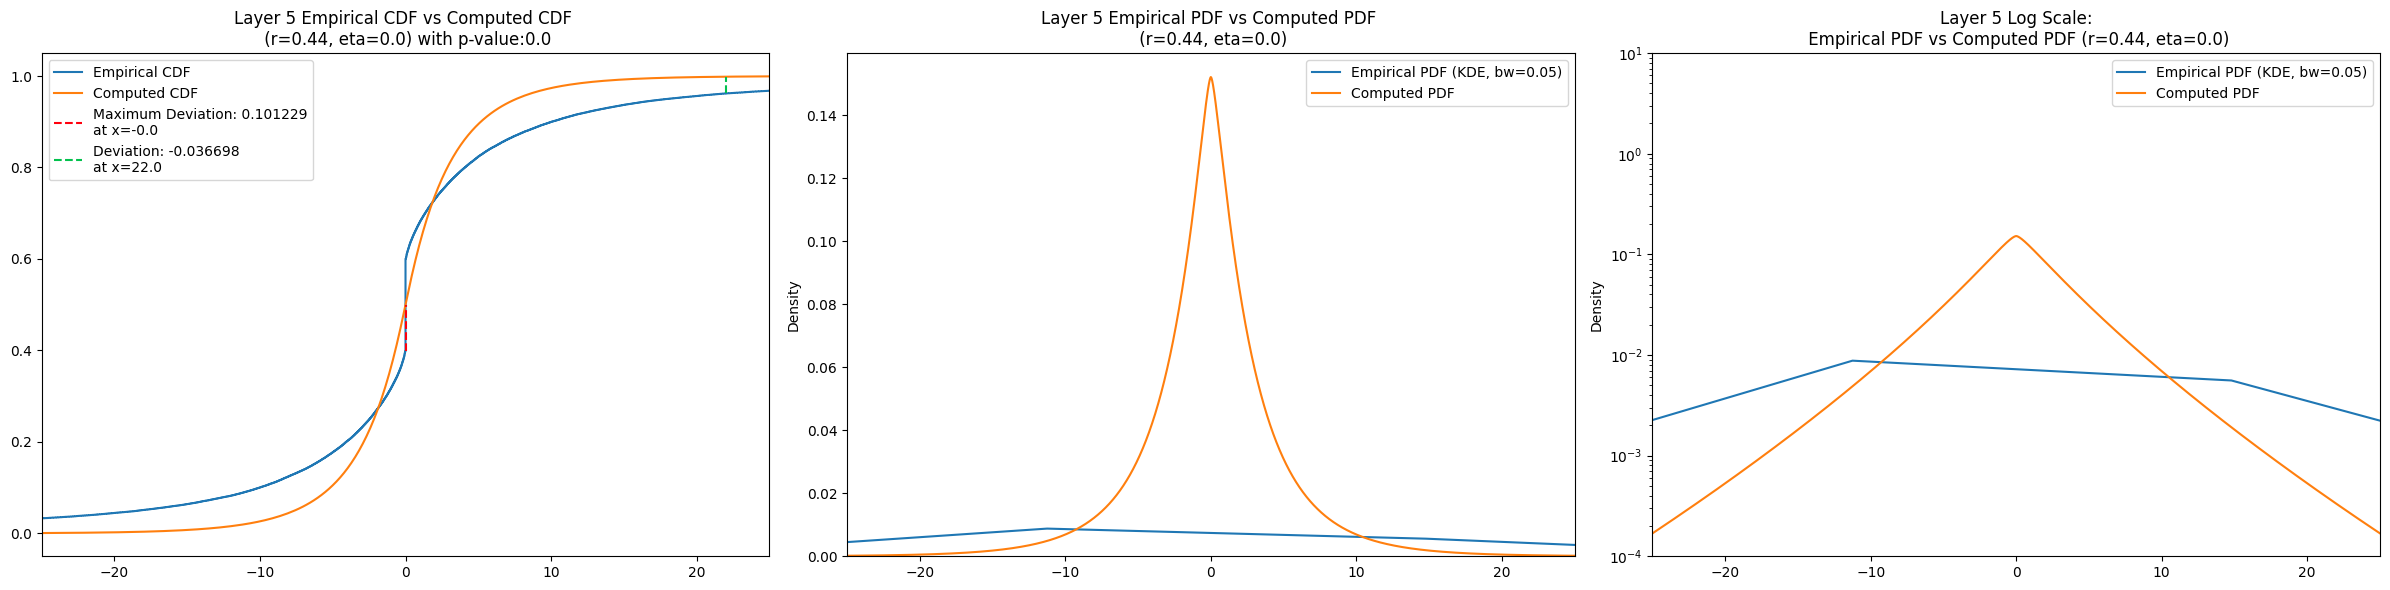 Layer 5 Empirical CDF vs Computed CDF
(r=0.44, eta=0.0) with p-value:0.0
Empirical CDF
Computed CDF
Maximum Deviation: 0.101229
at x=-0.0
Deviation: -0.036698
at x=22.0
1.0
0.8
0.6
0.4
0.2
0.0
−20 −10 0 10 20
Layer 5 Empirical PDF vs Computed PDF
(r=0.44, eta=0.0)
Empirical PDF (KDE, bw=0.05)
Computed PDF
Density
0.14
0.12
0.10
0.08
0.06
0.04
0.02
0.00
−20 −10 0 10 20
Layer 5 Log Scale:
Empirical PDF vs Computed PDF (r=0.44, eta=0.0)
Empirical PDF (KDE, bw=0.05)
Computed PDF
Density
10¹
10⁰
10⁻¹
10⁻²
10⁻³
10⁻⁴
−20 −10 0 10 20